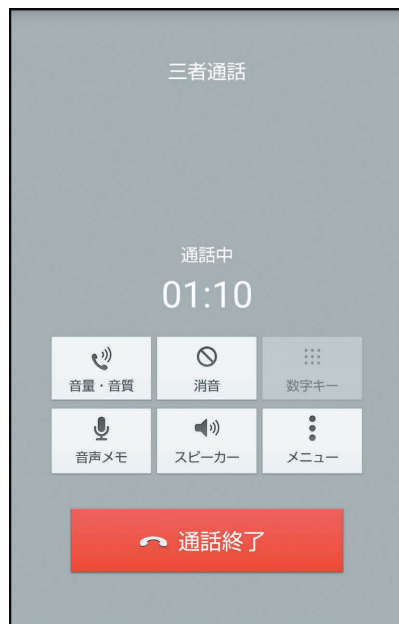 三者通話
通話中
01:10
音量・音質
消音
数字キー
音声メモ
スピーカー
メニュー
通話終了